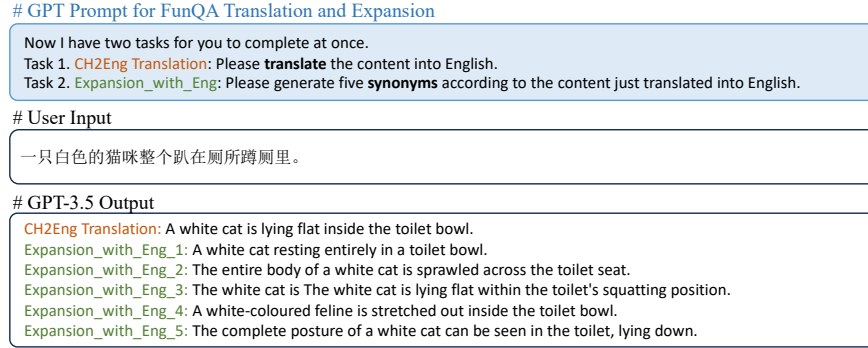 # GPT Prompt for FunQA Translation and Expansion
Now I have two tasks for you to complete at once.
Task 1. CH2Eng Translation: Please translate the content into English.
Task 2. Expansion_with_Eng: Please generate five synonyms according to the content just translated into English.
# User Input
一只白色的猫咪整个趴在厕所蹲厕里。
# GPT-3.5 Output
CH2Eng Translation: A white cat is lying flat inside the toilet bowl.
Expansion_with_Eng_1: A white cat resting entirely in a toilet bowl.
Expansion_with_Eng_2: The entire body of a white cat is sprawled across the toilet seat.
Expansion_with_Eng_3: The white cat is The white cat is lying flat within the toilet's squatting position.
Expansion_with_Eng_4: A white-coloured feline is stretched out inside the toilet bowl.
Expansion_with_Eng_5: The complete posture of a white cat can be seen in the toilet, lying down.